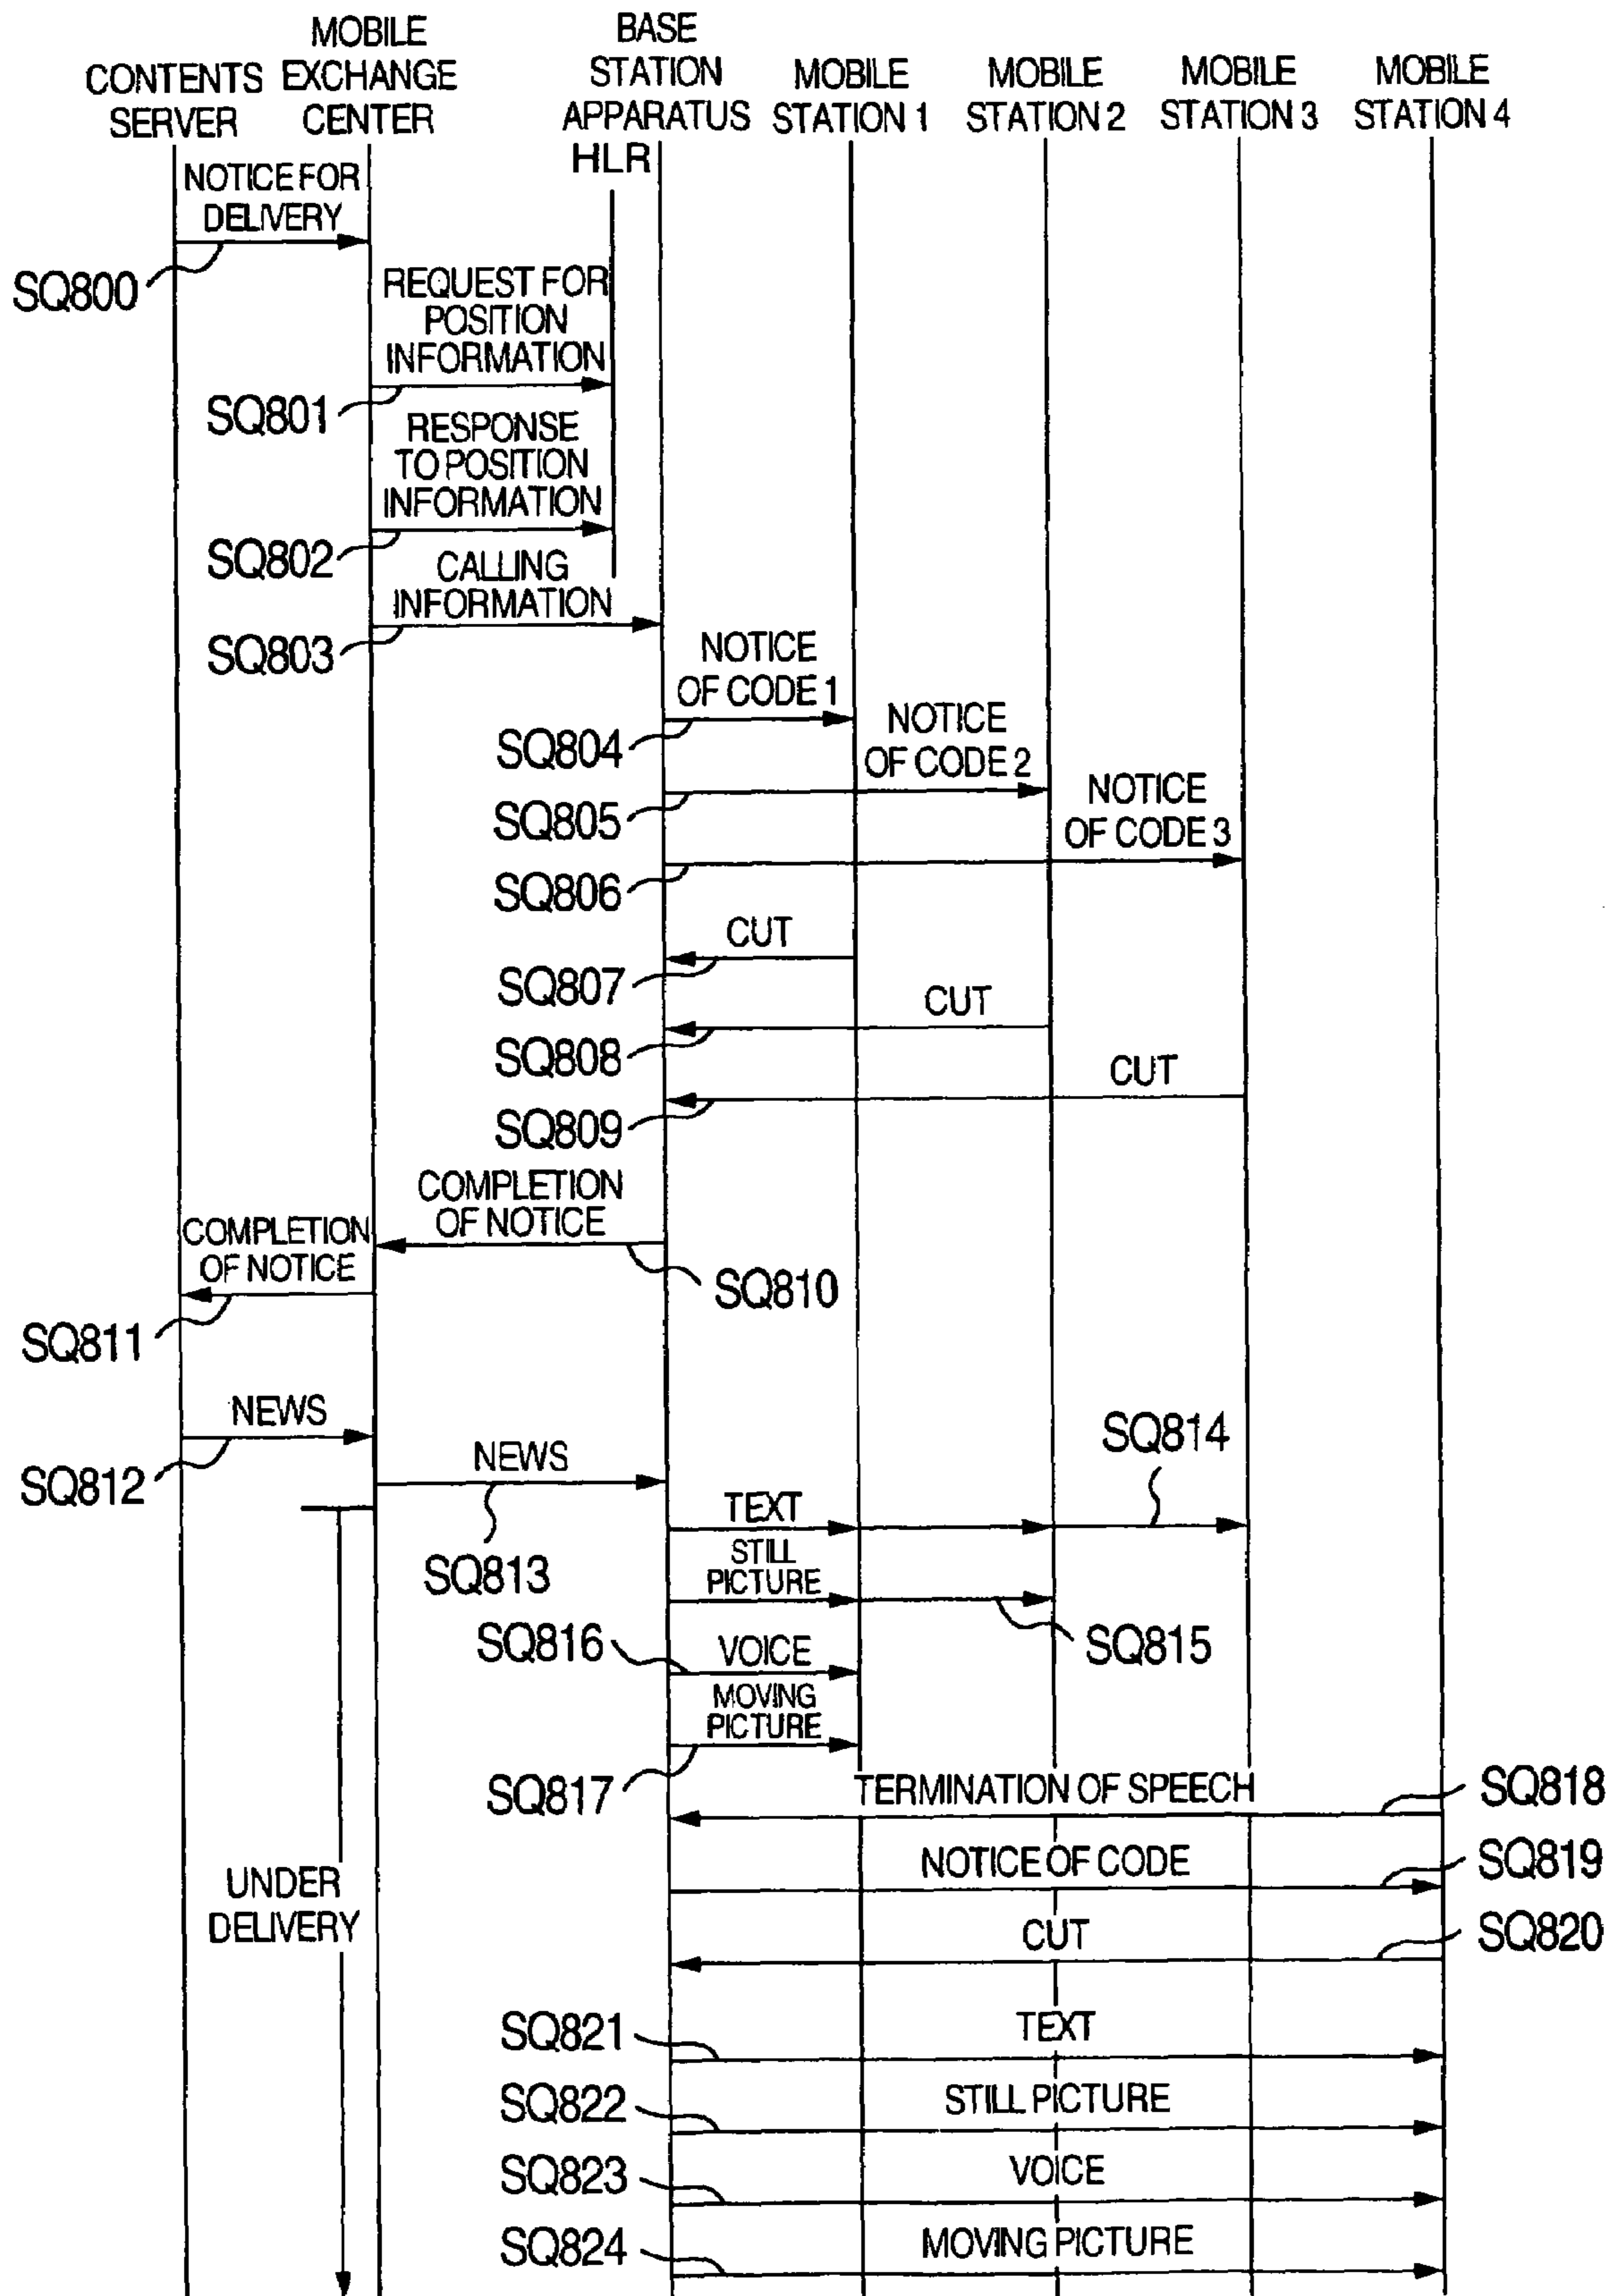 CONTENTS
SERVER
MOBILE
EXCHANGE
CENTER
BASE
STATION
APPARATUS
HLR
MOBILE
STATION 1
MOBILE
STATION 2
MOBILE
STATION 3
MOBILE
STATION 4
NOTICE FOR
DELIVERY
SQ800
REQUEST FOR
POSITION
INFORMATION
SQ801
RESPONSE
TO POSITION
INFORMATION
SQ802
CALLING
INFORMATION
SQ803
NOTICE
OF CODE 1
SQ804
NOTICE
OF CODE 2
SQ805
NOTICE
OF CODE 3
SQ806
CUT
SQ807
CUT
SQ808
CUT
SQ809
COMPLETION
OF NOTICE
SQ810
COMPLETION
OF NOTICE
SQ811
NEWS
SQ812
NEWS
SQ813
TEXT
SQ814
STILL
PICTURE
SQ815
SQ816
VOICE
MOVING
PICTURE
SQ817
TERMINATION OF SPEECH
SQ818
NOTICE OF CODE
SQ819
UNDER
DELIVERY
CUT
SQ820
TEXT
SQ821
STILL PICTURE
SQ822
VOICE
SQ823
MOVING PICTURE
SQ824